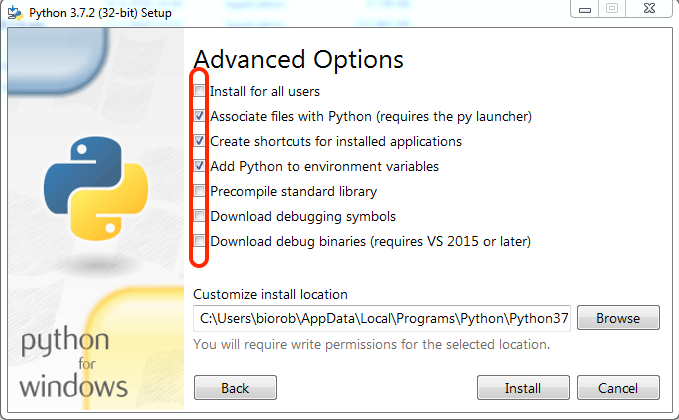 Python 3.7.2 (32-bit) Setup
Advanced Options
Install for all users
Associate files with Python (requires the py launcher)
Create shortcuts for installed applications
Add Python to environment variables
Precompile standard library
Download debugging symbols
Download debug binaries (requires VS 2015 or later)
Customize install location
C:\Users\biorob\AppData\Local\Programs\Python\Python37
Browse
You will require write permissions for the selected location.
python
for
windows
Back
Install
Cancel